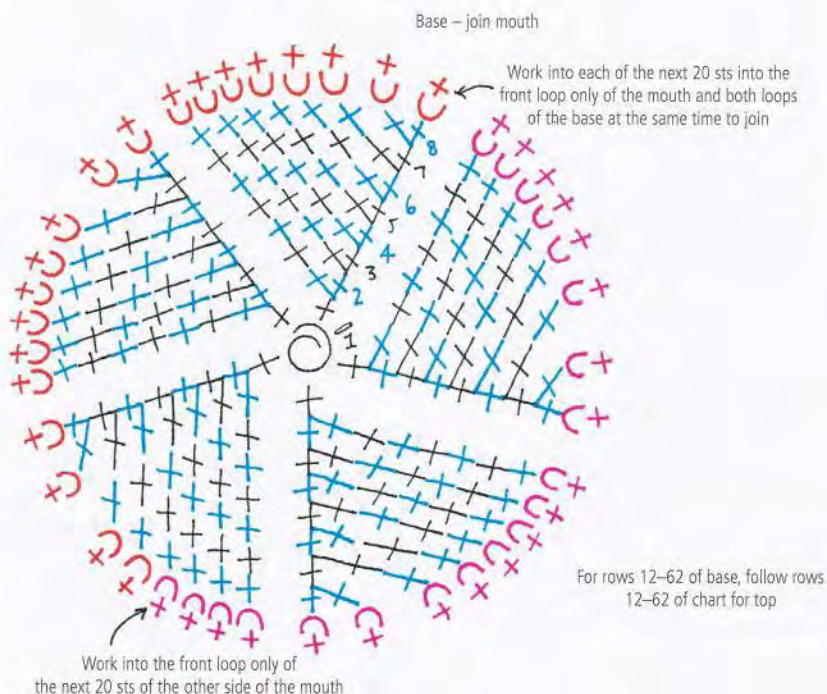 Base – join mouth
Work into each of the next 20 sts into the
front loop only of the mouth and both loops
of the base at the same time to join
8
7
6
5
4
3
2
1
For rows 12–62 of base, follow rows
12–62 of chart for top
Work into the front loop only of
the next 20 sts of the other side of the mouth